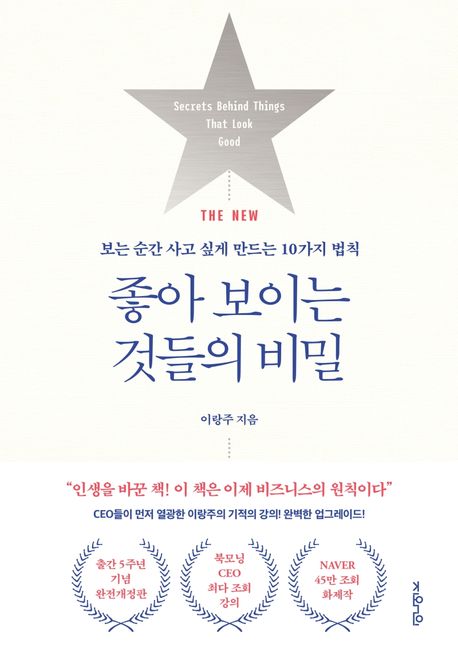 Secrets Behind Things
That Look
Good
THE NEW
보는 순간 사고 싶게 만드는 10가지 법칙
좋아 보이는
것들의 비밀
이랑주 지음
“인생을 바꾼 책! 이 책은 이제 비즈니스의 원칙이다”
CEO들이 먼저 열광한 이랑주의 기적의 강의! 완벽한 업그레이드!
출간 5주년
기념
완전개정판
북모닝
CEO
최다 조회
강의
NAVER
45만 조회
화제작
지와인